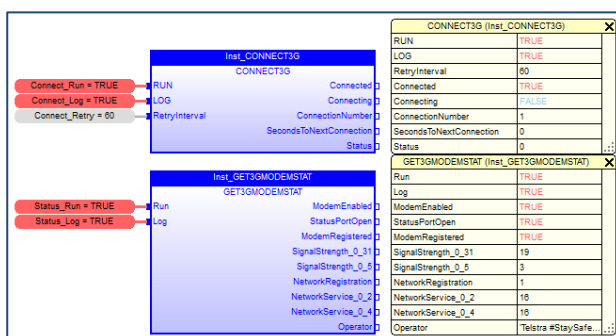 CONNECT3G (Inst_CONNECT3G)
RUN TRUE
LOG TRUE
RetryInterval 60
Connected TRUE
Connecting FALSE
ConnectionNumber 1
SecondsToNextConnection 0
Status 0
Inst_CONNECT3G
CONNECT3G
Connect_Run = TRUE RUN Connected
Connect_Log = TRUE LOG Connecting
Connect_Retry = 60 RetryInterval ConnectionNumber
SecondsToNextConnection
Status
GET3GMODEMSTAT (Inst_GET3GMODEMSTAT)
Run TRUE
Log TRUE
ModemEnabled TRUE
StatusPortOpen TRUE
ModemRegistered TRUE
SignalStrength_0_31 19
SignalStrength_0_5 3
NetworkRegistration 1
NetworkService_0_2 16
NetworkService_0_4 16
Operator Telstra #StaySafe...
Inst_GET3GMODEMSTAT
GET3GMODEMSTAT
Status_Run = TRUE Run ModemEnabled
Status_Log = TRUE Log StatusPortOpen
ModemRegistered
SignalStrength_0_31
SignalStrength_0_5
NetworkRegistration
NetworkService_0_2
NetworkService_0_4
Operator